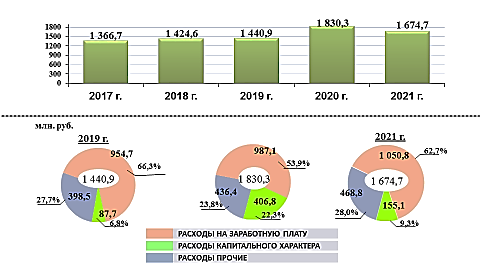 1 366,7 1 424,6 1 440,9 1 830,3 1 674,7
1800
1500
1200
900
600
300
0
2017 г. 2018 г. 2019 г. 2020 г. 2021 г.
млн. руб.
2019 г. 2021 г.
954,7 66,3% 1 440,9 27,7% 398,5 87,7 6,8%
987,1 53,9% 1 830,3 436,4 23,8% 406,8 22,3%
1 050,8 62,7% 1 674,7 468,8 28,0% 155,1 9,3%
РАСХОДЫ НА ЗАРАБОТНУЮ ПЛАТУ
РАСХОДЫ КАПИТАЛЬНОГО ХАРАКТЕРА
РАСХОДЫ ПРОЧИЕ